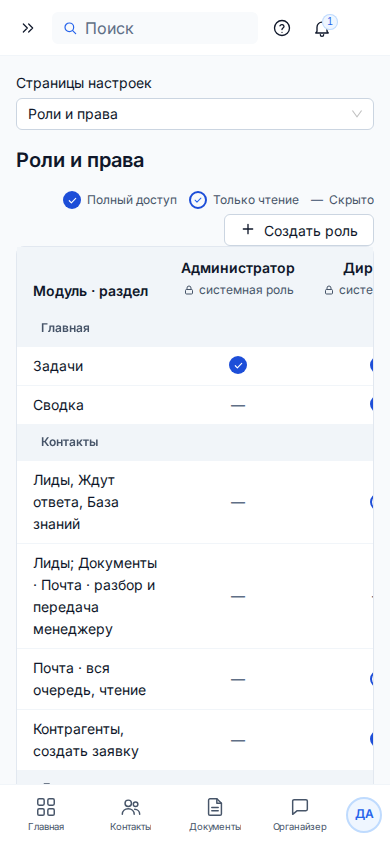 Поиск
1
Страницы настроек
Роли и права
Роли и права
Полный доступ
Только чтение
— Скрыто
Создать роль
Модуль · раздел
Администратор
системная роль
Главная
Задачи
Сводка
—
Контакты
Лиды, Ждут
ответа, База
знаний
—
Лиды; Документы
· Почта · разбор и
передача
менеджеру
—
Почта · вся
очередь, чтение
—
Контрагенты,
создать заявку
—
Главная
Контакты
Документы
Органайзер
ДА